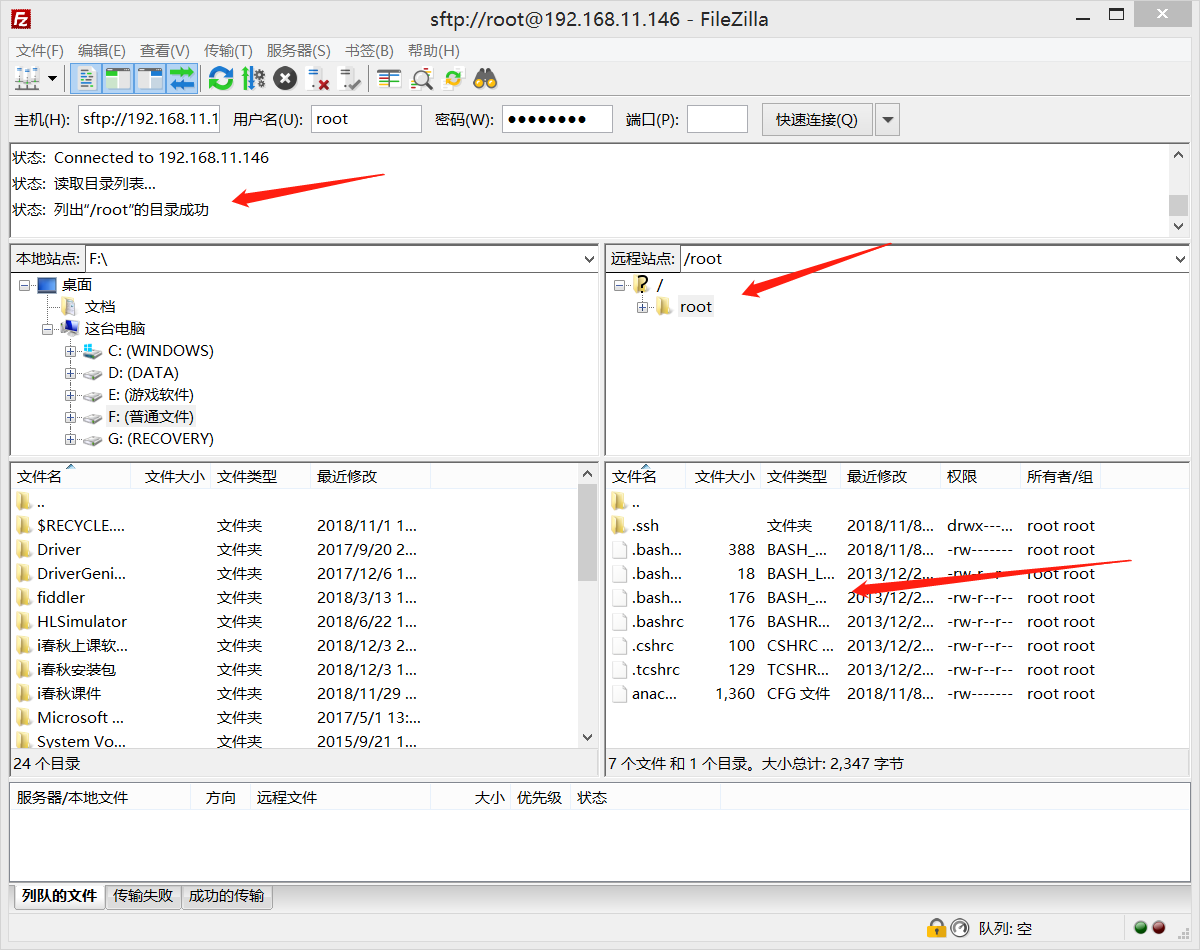 sftp://root@192.168.11.146 - FileZilla
文件(F) 编辑(E) 查看(V) 传输(T) 服务器(S) 书签(B) 帮助(H)
主机(H): sftp://192.168.11.1 用户名(U): root 密码(W): ●●●●●●●● 端口(P): 快速连接(Q)
状态: Connected to 192.168.11.146
状态: 读取目录列表...
状态: 列出“/root”的目录成功
本地站点: F:\
桌面
文档
这台电脑
C: (WINDOWS)
D: (DATA)
E: (游戏软件)
F: (普通文件)
G: (RECOVERY)
远程站点: /root
/
root
文件名 文件大小 文件类型 最近修改
..
$RECYCLE.... 文件夹 2018/11/1 1...
Driver 文件夹 2017/9/20 2...
DriverGeni... 文件夹 2017/12/6 1...
fiddler 文件夹 2018/3/13 1...
HLSimulator 文件夹 2018/6/22 1...
i春秋上课软... 文件夹 2018/12/3 2...
i春秋安装包 文件夹 2018/12/3 1...
i春秋课件 文件夹 2018/11/29 ...
Microsoft ... 文件夹 2017/5/1 13:...
System Vo... 文件夹 2015/9/21 1...
24 个目录
文件名 文件大小 文件类型 最近修改 权限 所有者/组
..
.ssh 文件夹 2018/11/8... drwx---... root root
.bash... 388 BASH_... 2018/11/8... -rw------- root root
.bash... 18 BASH_L... 2013/12/2... -rw-r--r-- root root
.bash... 176 BASH_... 2013/12/2... -rw-r--r-- root root
.bashrc 176 BASHR... 2013/12/2... -rw-r--r-- root root
.cshrc 100 CSHRC ... 2013/12/2... -rw-r--r-- root root
.tcshrc 129 TCSHR... 2013/12/2... -rw-r--r-- root root
anac... 1,360 CFG 文件 2018/11/8... -rw------- root root
7 个文件 和 1 个目录。大小总计: 2,347 字节
服务器/本地文件 方向 远程文件 大小 优先级 状态
列队的文件 传输失败 成功的传输
队列: 空